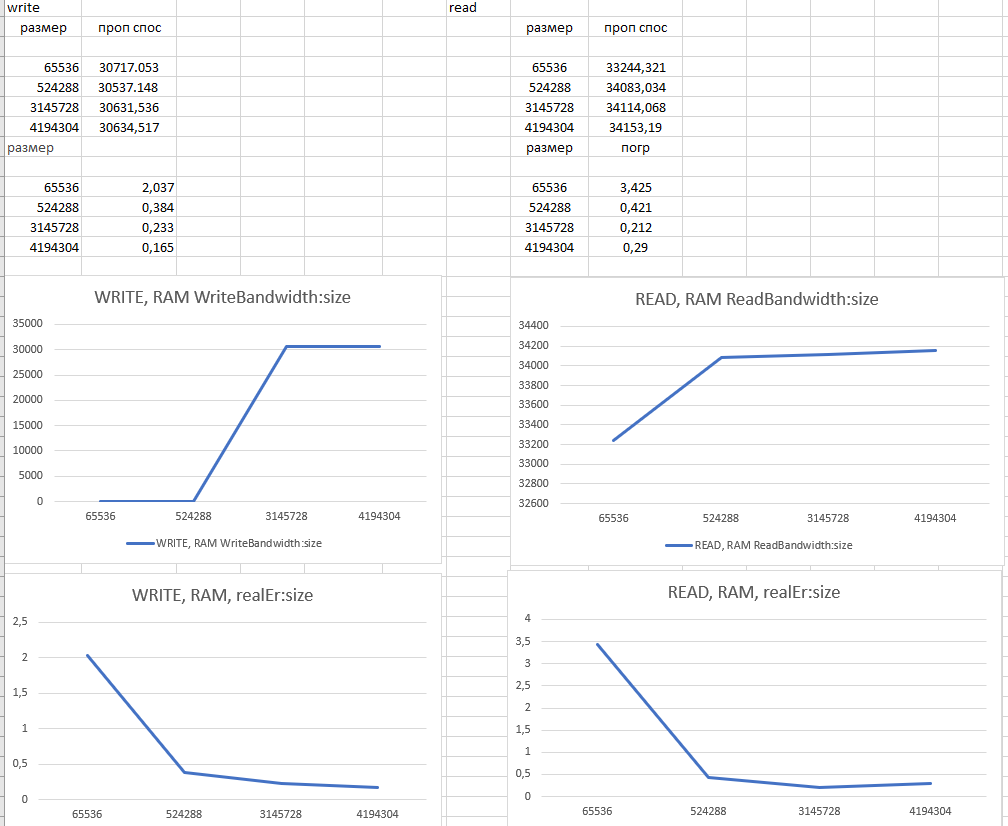 write read
размер проп спос размер проп спос
65536 30717.053 65536 33244,321
524288 30537.148 524288 34083,034
3145728 30631,536 3145728 34114,068
4194304 30634,517 4194304 34153,19
размер размер погр
65536 2,037 65536 3,425
524288 0,384 524288 0,421
3145728 0,233 3145728 0,212
4194304 0,165 4194304 0,29
WRITE, RAM WriteBandwidth:size
35000
30000
25000
20000
15000
10000
5000
0
65536 524288 3145728 4194304
WRITE, RAM WriteBandwidth:size
READ, RAM ReadBandwidth:size
34400
34200
34000
33800
33600
33400
33200
33000
32800
32600
65536 524288 3145728 4194304
READ, RAM ReadBandwidth:size
WRITE, RAM, realEr:size
2,5
2
1,5
1
0,5
0
65536 524288 3145728 4194304
READ, RAM, realEr:size
4
3,5
3
2,5
2
1,5
1
0,5
0
65536 524288 3145728 4194304